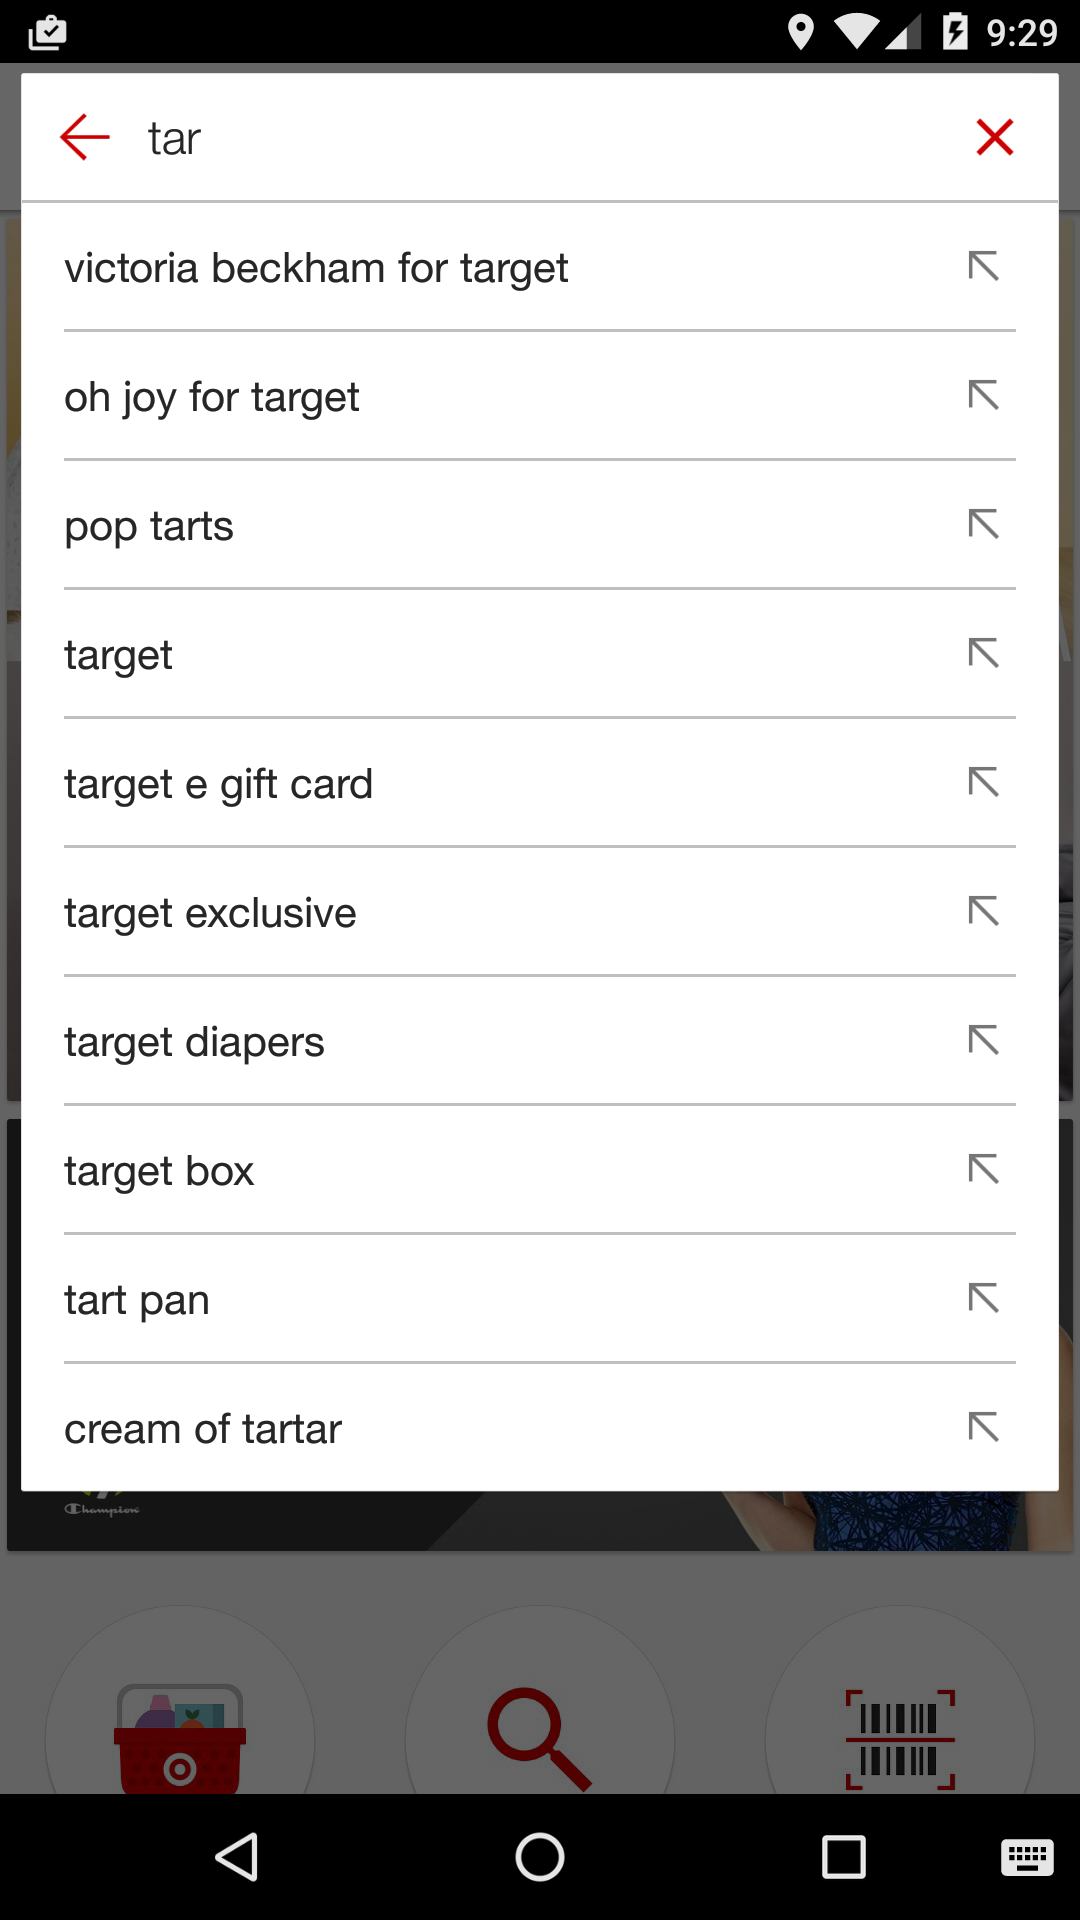 9:29
tar
victoria beckham for target
oh joy for target
pop tarts
target
target e gift card
target exclusive
target diapers
target box
tart pan
cream of tartar
Champion